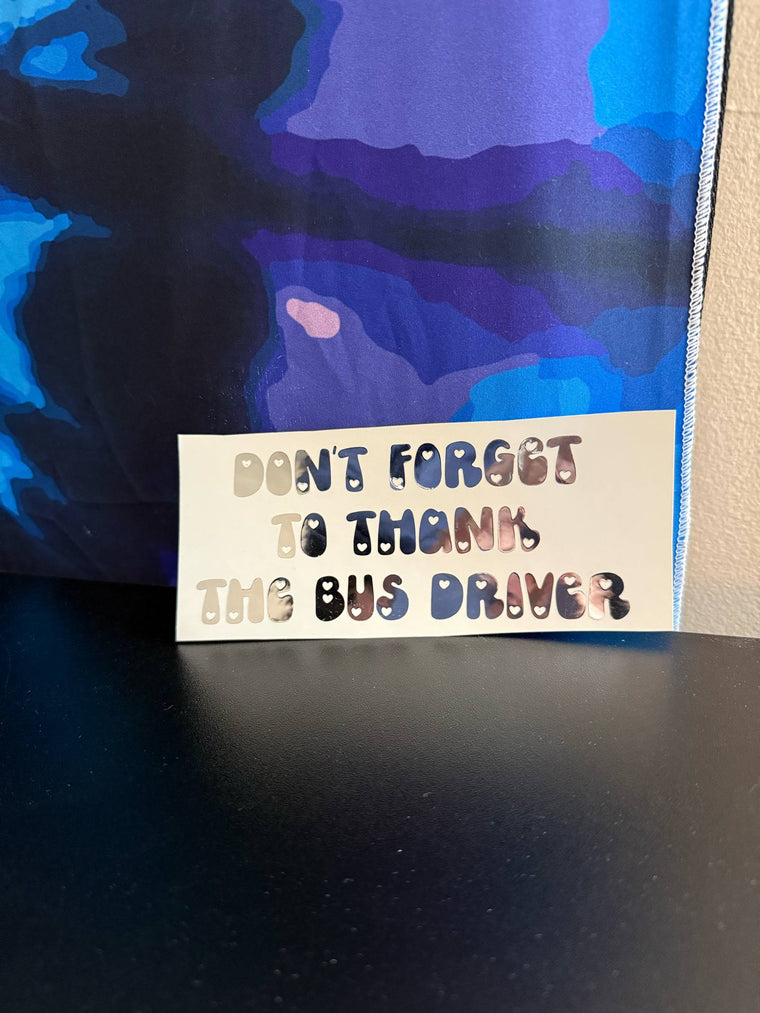 DON'T FORGET
TO THANK
THE BUS DRIVER